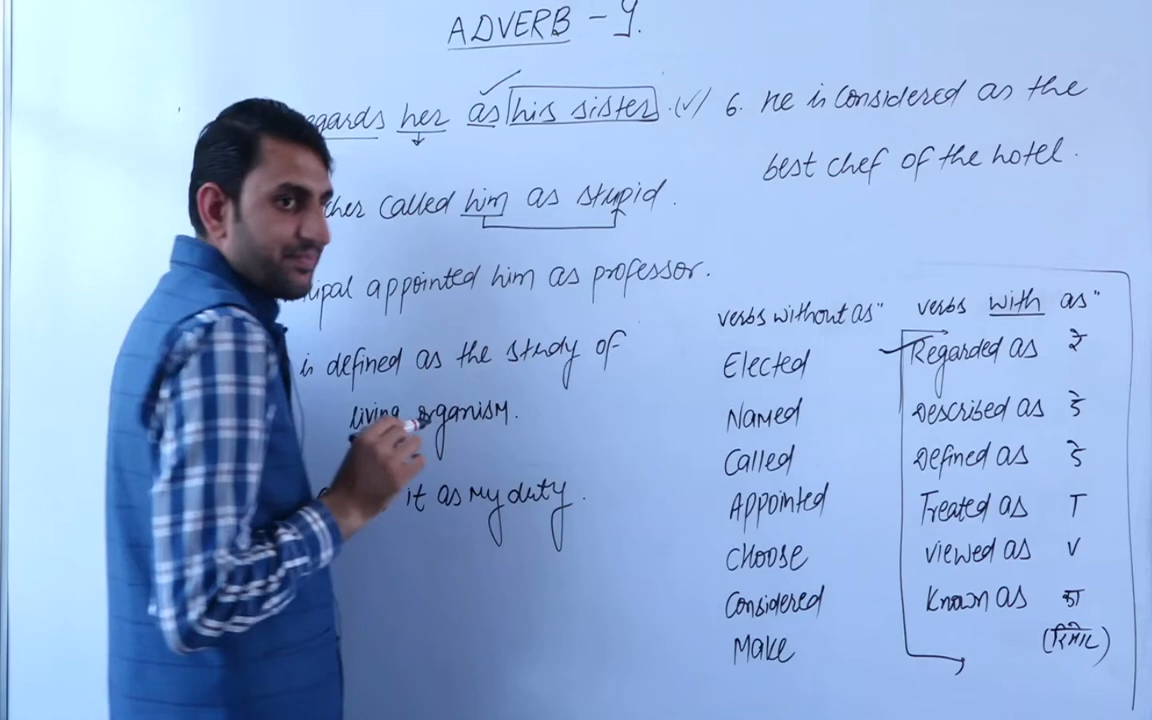 ADVERB - 9.
egards her as his sister. (✓)
cher called him as stupid.
cipal appointed him as professor.
is defined as the study of
living organism.
it as my duty.
6. He is considered as the
best chef of the hotel.
verbs without as"
Elected
Named
Called
Appointed
Choose
Considered
Make
verbs with as"
Regarded as रे
Described as डे
Defined as डे
Treated as T
viewed as V
Known as